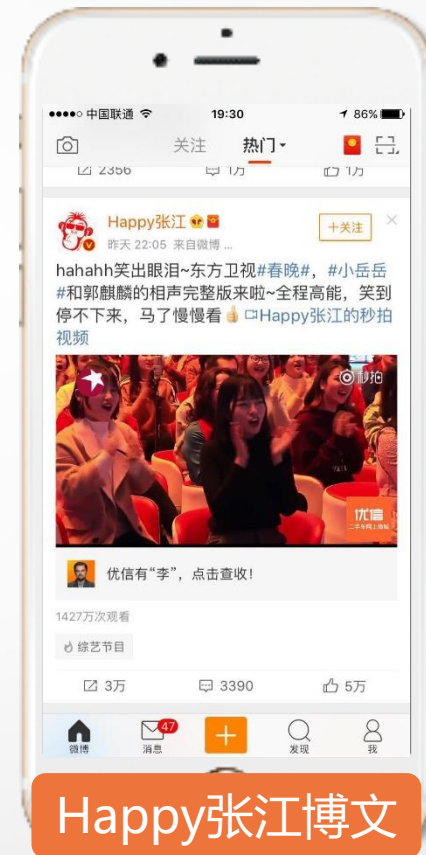 中国联通
19:30
86%
关注
热门
2356
1万
1万
Happy张江
+关注
昨天 22:05 来自微博 ...
hahahh笑出眼泪~东方卫视#春晚#，#小岳岳
#和郭麒麟的相声完整版来啦~全程高能，笑到
停不下来，马了慢慢看 Happy张江的秒拍
视频
秒拍
优信
二手车网上商城
优信有“李”，点击查收！
1427万次观看
综艺节目
3万
3390
5万
47
微博
消息
发现
我
Happy张江博文